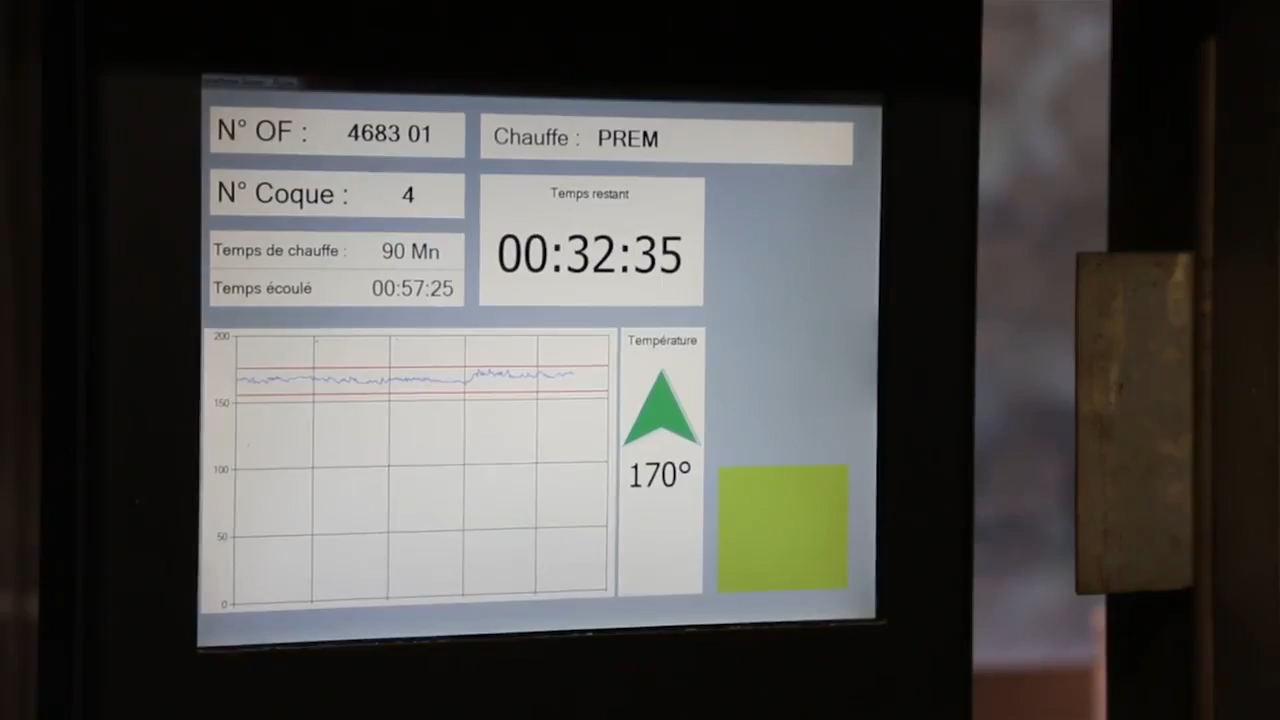 N° OF : 4683 01
Chauffe : PREM
N° Coque : 4
Temps restant
00:32:35
Temps de chauffe : 90 Mn
Temps écoulé 00:57:25
200
150
100
50
0
Température
170°